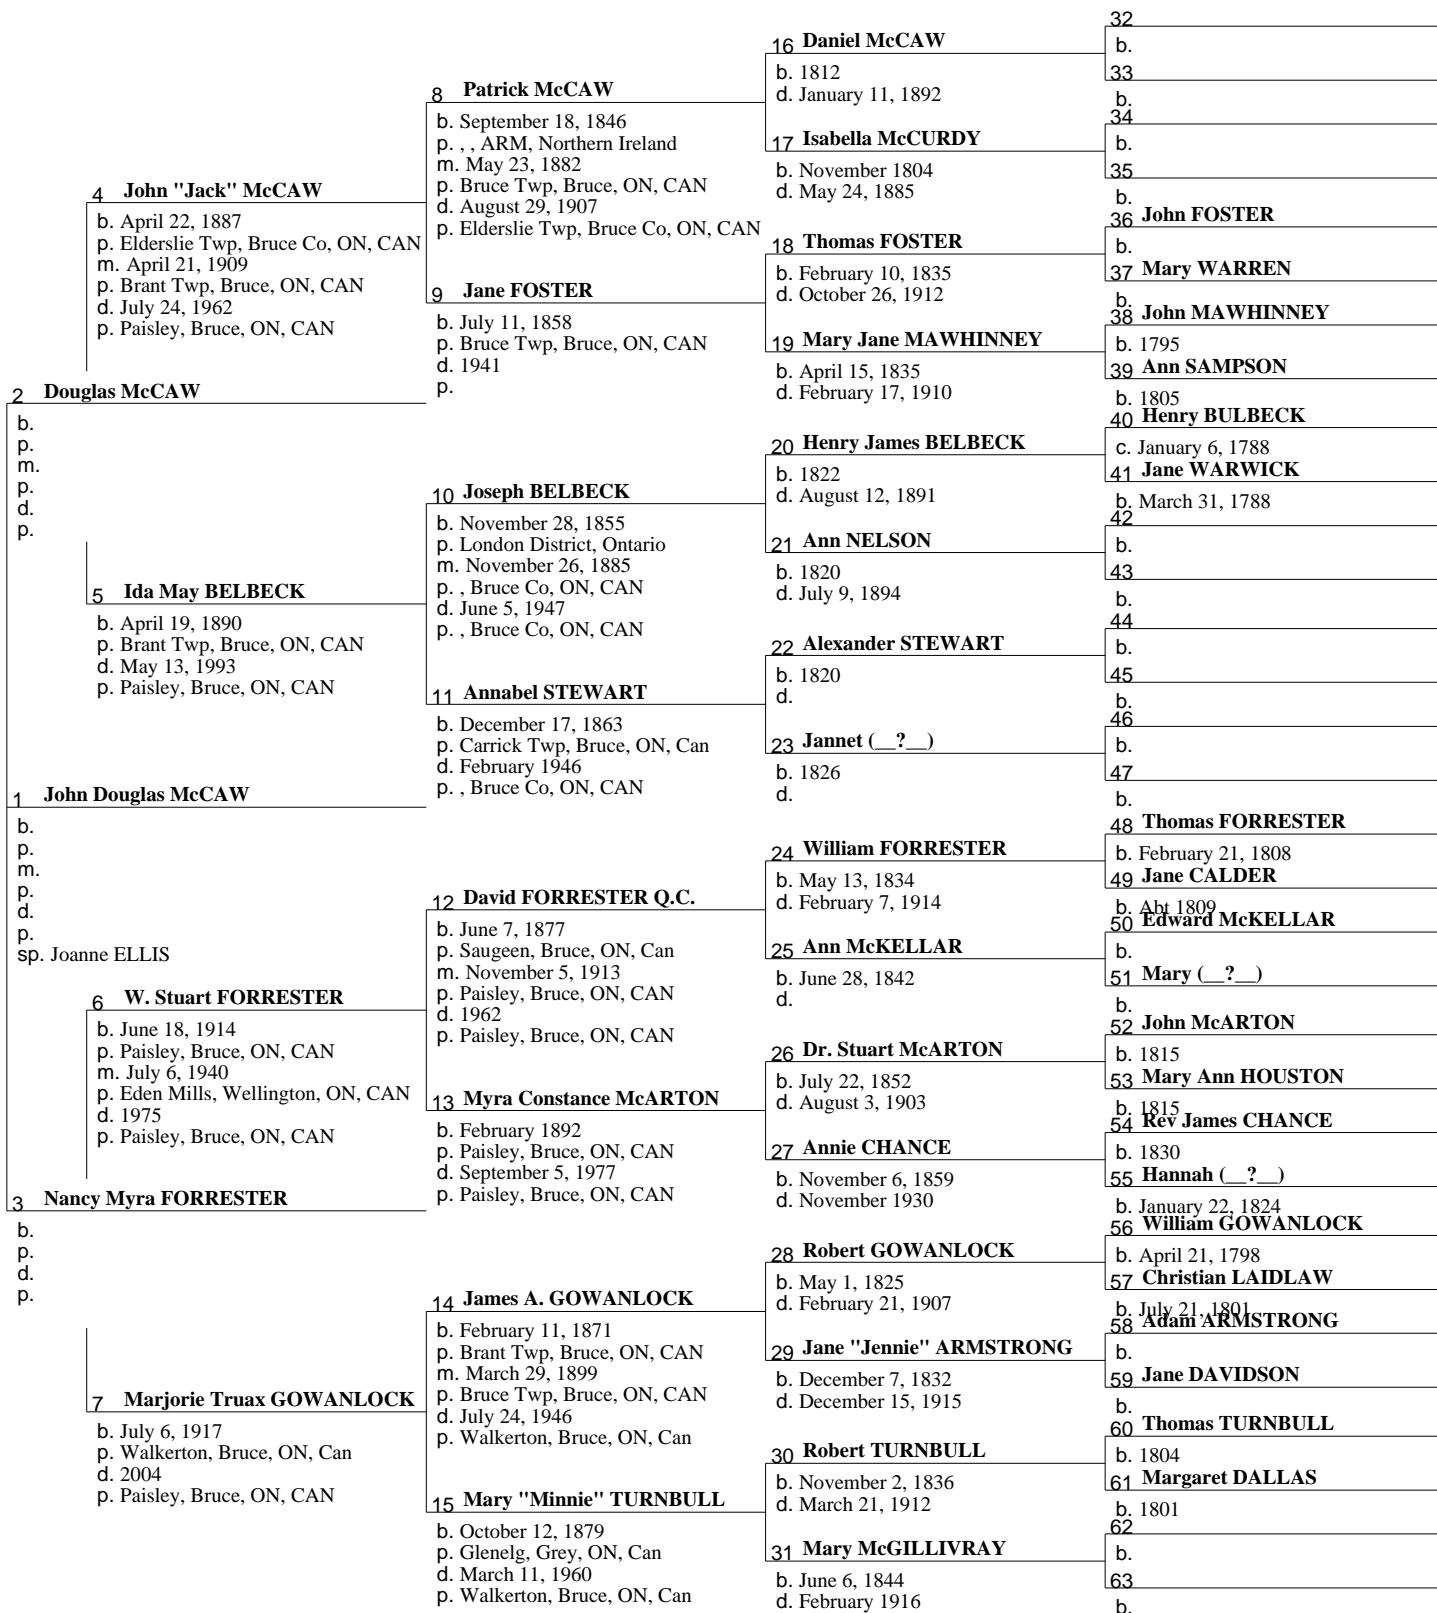 1 John Douglas McCAW
b.
p.
m.
p.
d.
p.
sp. Joanne ELLIS
2 Douglas McCAW
b.
p.
m.
p.
d.
p.
3 Nancy Myra FORRESTER
b.
p.
d.
p.
4 John "Jack" McCAW
b. April 22, 1887
p. Elderslie Twp, Bruce Co, ON, CAN
m. April 21, 1909
p. Brant Twp, Bruce, ON, CAN
d. July 24, 1962
p. Paisley, Bruce, ON, CAN
5 Ida May BELBECK
b. April 19, 1890
p. Brant Twp, Bruce, ON, CAN
d. May 13, 1993
p. Paisley, Bruce, ON, CAN
6 W. Stuart FORRESTER
b. June 18, 1914
p. Paisley, Bruce, ON, CAN
m. July 6, 1940
p. Eden Mills, Wellington, ON, CAN
d. 1975
p. Paisley, Bruce, ON, CAN
7 Marjorie Truax GOWANLOCK
b. July 6, 1917
p. Walkerton, Bruce, ON, Can
d. 2004
p. Paisley, Bruce, ON, CAN
8 Patrick McCAW
b. September 18, 1846
p. , , ARM, Northern Ireland
m. May 23, 1882
p. Bruce Twp, Bruce, ON, CAN
d. August 29, 1907
p. Elderslie Twp, Bruce Co, ON, CAN
9 Jane FOSTER
b. July 11, 1858
p. Bruce Twp, Bruce, ON, CAN
d. 1941
p.
10 Joseph BELBECK
b. November 28, 1855
p. London District, Ontario
m. November 26, 1885
p. , Bruce Co, ON, CAN
d. June 5, 1947
p. , Bruce Co, ON, CAN
11 Annabel STEWART
b. December 17, 1863
p. Carrick Twp, Bruce, ON, Can
d. February 1946
p. , Bruce Co, ON, CAN
12 David FORRESTER Q.C.
b. June 7, 1877
p. Saugeen, Bruce, ON, Can
m. November 5, 1913
p. Paisley, Bruce, ON, CAN
d. 1962
p. Paisley, Bruce, ON, CAN
13 Myra Constance McARTON
b. February 1892
p. Paisley, Bruce, ON, CAN
d. September 5, 1977
p. Paisley, Bruce, ON, CAN
14 James A. GOWANLOCK
b. February 11, 1871
p. Brant Twp, Bruce, ON, CAN
m. March 29, 1899
p. Bruce Twp, Bruce, ON, CAN
d. July 24, 1946
p. Walkerton, Bruce, ON, Can
15 Mary "Minnie" TURNBULL
b. October 12, 1879
p. Glenelg, Grey, ON, Can
d. March 11, 1960
p. Walkerton, Bruce, ON, Can
16 Daniel McCAW
b. 1812
d. January 11, 1892
17 Isabella McCURDY
b. November 1804
d. May 24, 1885
18 Thomas FOSTER
b. February 10, 1835
d. October 26, 1912
19 Mary Jane MAWHINNEY
b. April 15, 1835
d. February 17, 1910
20 Henry James BELBECK
b. 1822
d. August 12, 1891
21 Ann NELSON
b. 1820
d. July 9, 1894
22 Alexander STEWART
b. 1820
d.
23 Jannet (__?__)
b. 1826
d.
24 William FORRESTER
b. May 13, 1834
d. February 7, 1914
25 Ann McKELLAR
b. June 28, 1842
d.
26 Dr. Stuart McARTON
b. July 22, 1852
d. August 3, 1903
27 Annie CHANCE
b. November 6, 1859
d. November 1930
28 Robert GOWANLOCK
b. May 1, 1825
d. February 21, 1907
29 Jane "Jennie" ARMSTRONG
b. December 7, 1832
d. December 15, 1915
30 Robert TURNBULL
b. November 2, 1836
d. March 21, 1912
31 Mary McGILLIVRAY
b. June 6, 1844
d. February 1916
32
b.
33
b.
34
b.
35
b.
36 John FOSTER
b.
37 Mary WARREN
b.
38 John MAWHINNEY
b. 1795
39 Ann SAMPSON
b. 1805
40 Henry BULBECK
c. January 6, 1788
41 Jane WARWICK
b. March 31, 1788
42
b.
43
b.
44
b.
45
b.
46
b.
47
b.
48 Thomas FORRESTER
b. February 21, 1808
49 Jane CALDER
b. Abt 1809
50 Edward McKELLAR
b.
51 Mary (__?__)
b.
52 John McARTON
b. 1815
53 Mary Ann HOUSTON
b. 1815
54 Rev James CHANCE
b. 1830
55 Hannah (__?__)
b. January 22, 1824
56 William GOWANLOCK
b. April 21, 1798
57 Christian LAIDLAW
b. July 21, 1801
58 Adam ARMSTRONG
b.
59 Jane DAVIDSON
b.
60 Thomas TURNBULL
b. 1804
61 Margaret DALLAS
b. 1801
62
b.
63
b.